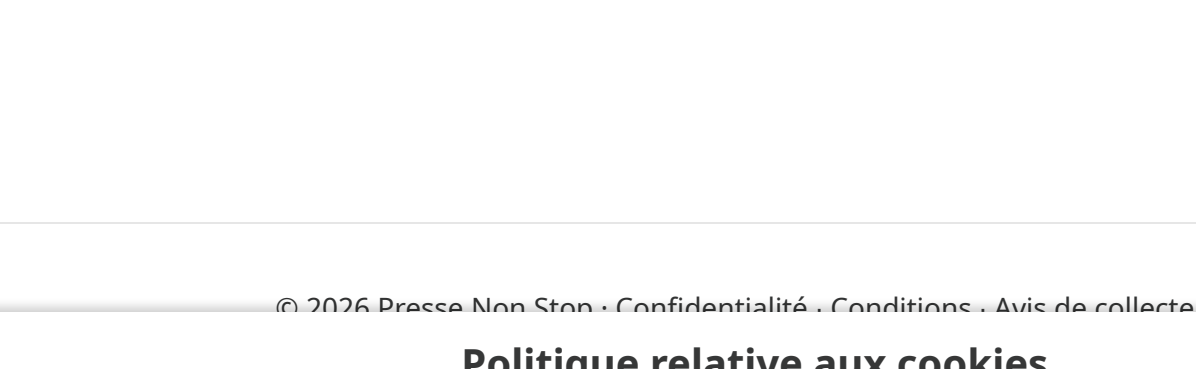 © 2026 Presse Non Stop · Confidentialité · Conditions · Avis de collecte
Politique relative aux cookies